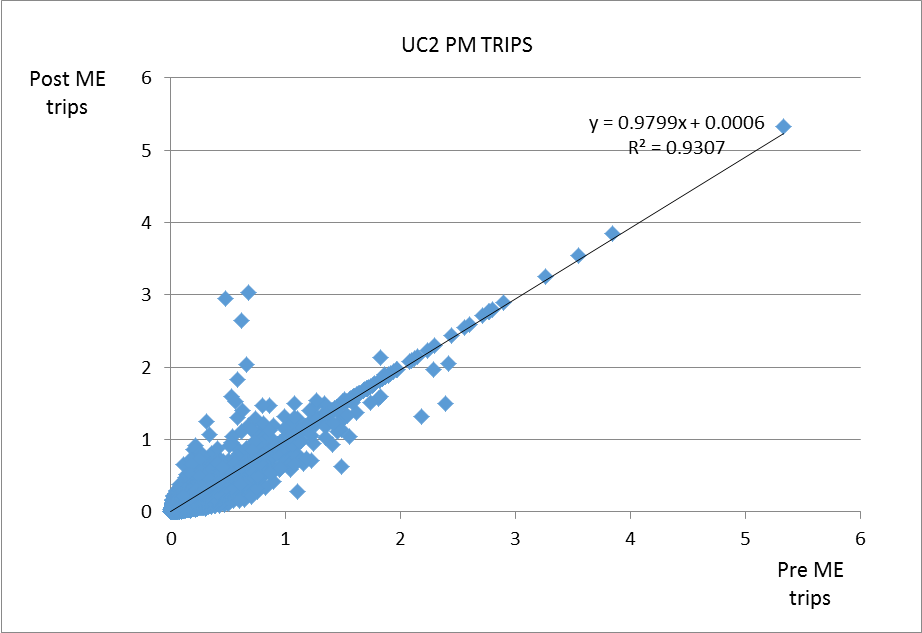 UC2 PM TRIPS
Post ME
trips
6
5
4
3
2
1
0
y = 0.9799x + 0.0006
R² = 0.9307
0 1 2 3 4 5 6
Pre ME
trips